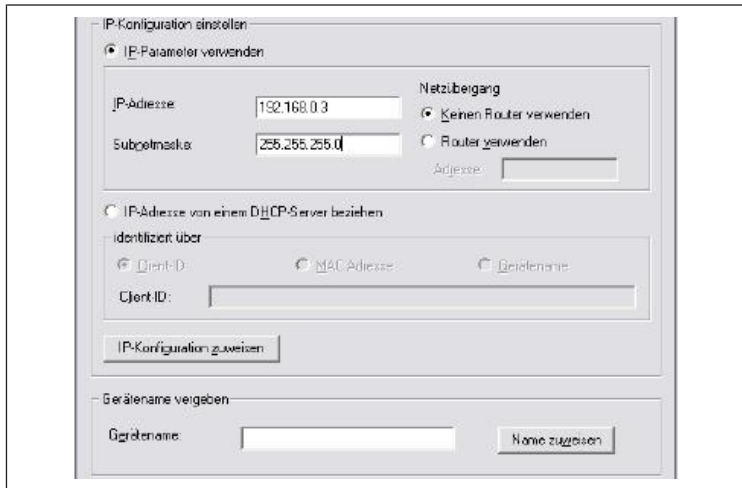 IP-Konfiguration einstellen
IP-Parameter verwenden
IP-Adresse:
192.168.0.3
Subnetmaske:
255.255.255.0
Netzübergang
Keinen Router verwenden
Router verwenden
Adresse:
IP-Adresse von einem DHCP-Server beziehen
identifiziert über
Client-ID
MAC-Adresse
Gerätename
Client-ID:
IP-Konfiguration zuweisen
Gerätename vergeben
Gerätename:
Name zuweisen